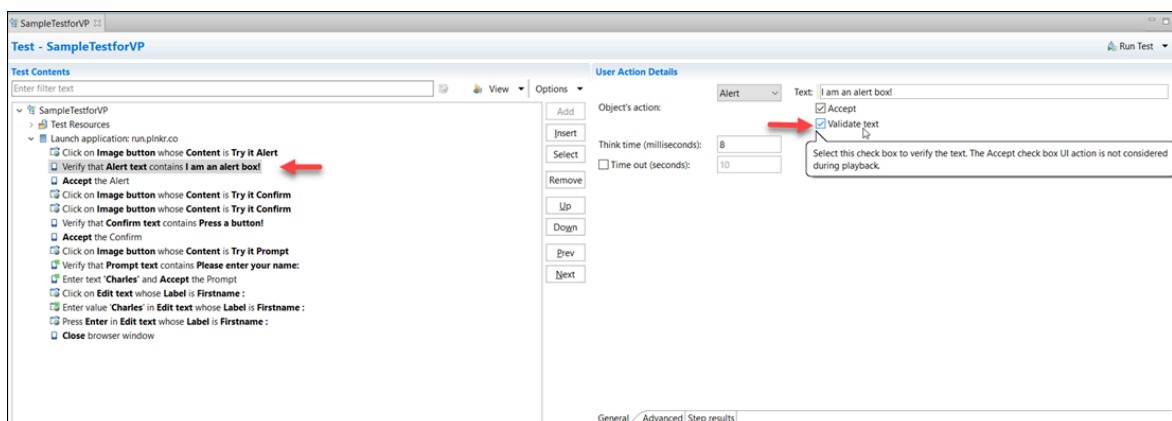 SampleTestforVP
Test - SampleTestforVP
Run Test
Test Contents
Enter filter text
View
Options
SampleTestforVP
Test Resources
Launch application: run.plnkr.co
Click on Image button whose Content is Try it Alert
Verify that Alert text contains I am an alert box!
Accept the Alert
Click on Image button whose Content is Try it Confirm
Click on Image button whose Content is Try it Confirm
Verify that Confirm text contains Press a button!
Accept the Confirm
Click on Image button whose Content is Try it Prompt
Verify that Prompt text contains Please enter your name:
Enter text 'Charles' and Accept the Prompt
Click on Edit text whose Label is Firstname :
Enter value 'Charles' in Edit text whose Label is Firstname :
Press Enter in Edit text whose Label is Firstname :
Close browser window
Add
Insert
Select
Remove
Up
Down
Prev
Next
User Action Details
Alert
Text: I am an alert box!
Object's action:
Accept
Validate text
Think time (milliseconds): 8
Time out (seconds): 10
Select this check box to verify the text. The Accept check box UI action is not considered
during playback.
General Advanced Step results